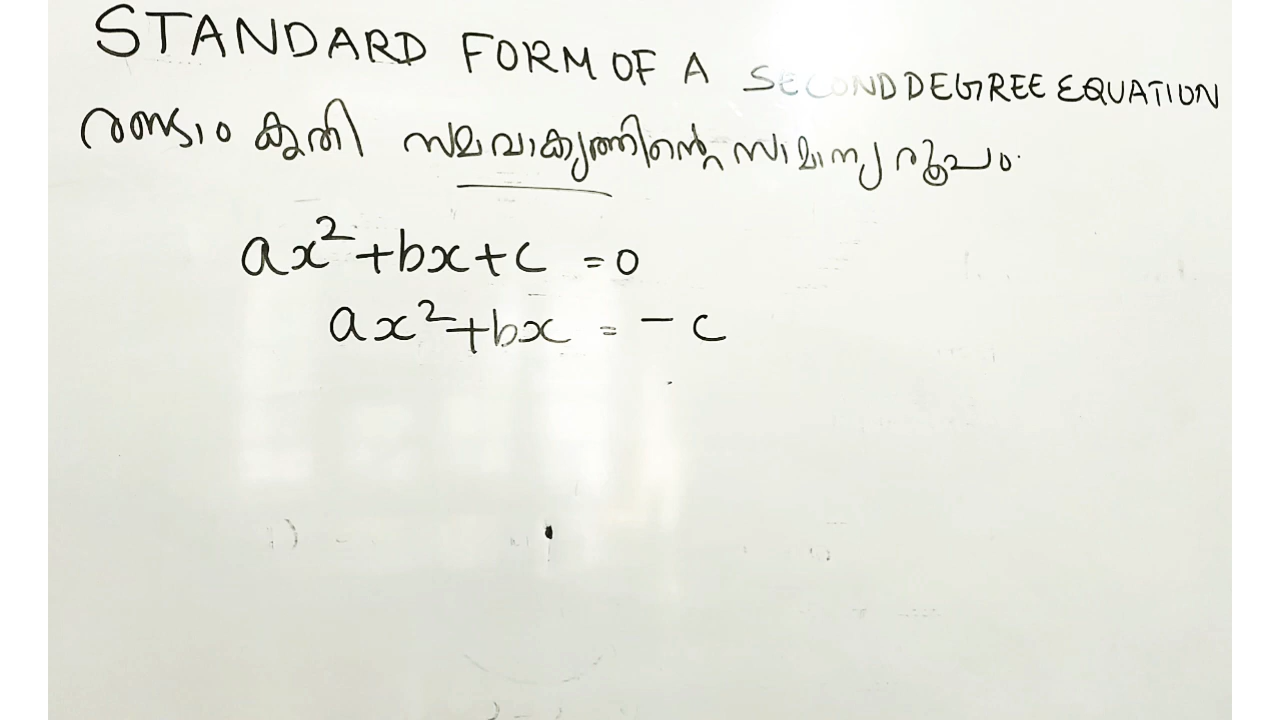 STANDARD FORM OF A SECOND DEGREE EQUATION
രണ്ടാം കൃതി സമവാക്യത്തിന്റെ സാമാന്യ രൂപം.
ax²+bx+c = 0
ax²+bx = - c